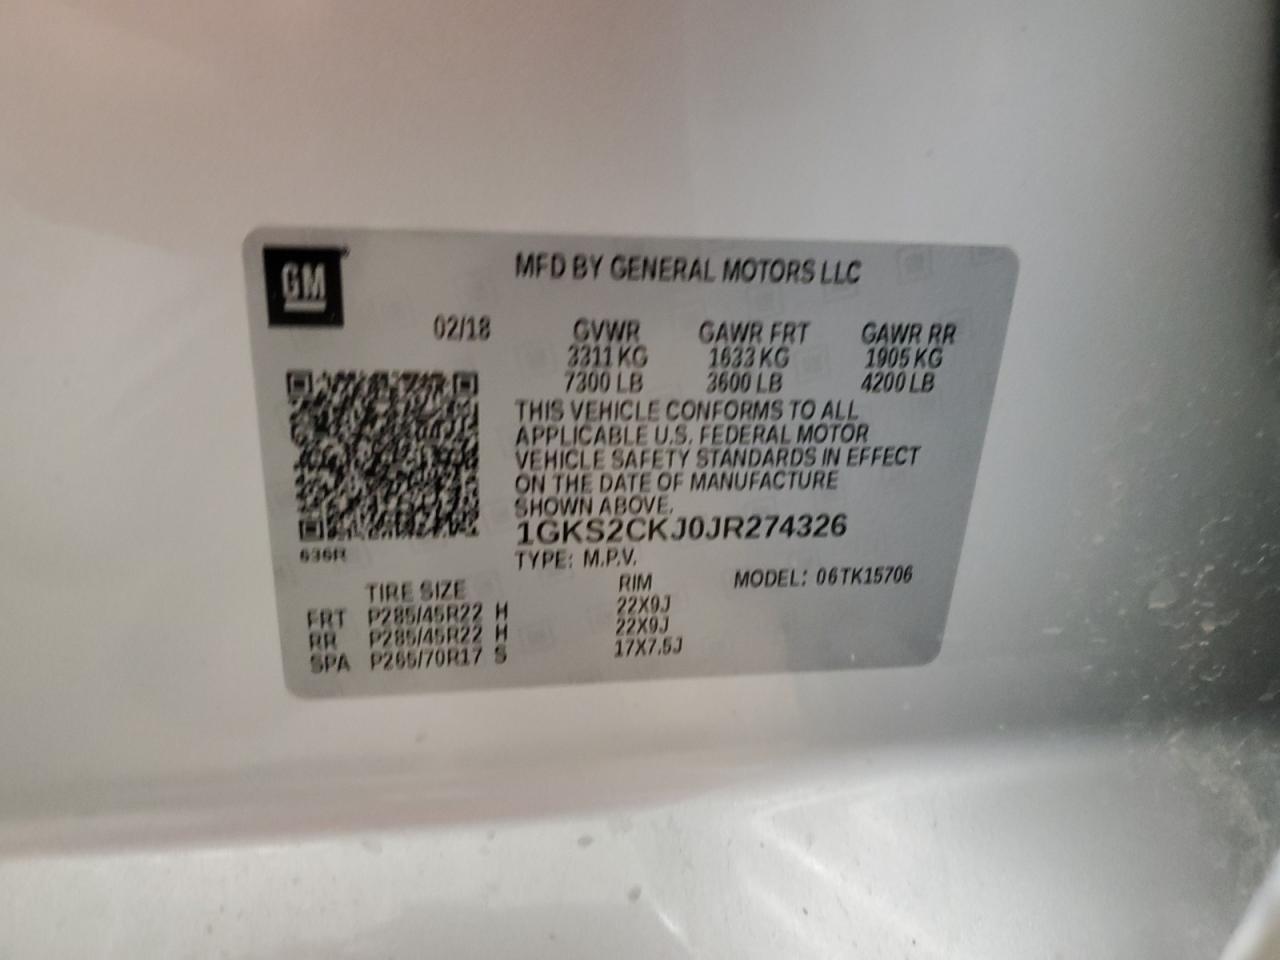 GM
MFD BY GENERAL MOTORS LLC
02/18 GVWR GAWR FRT GAWR RR
3311 KG 1633 KG 1905 KG
7300 LB 3600 LB 4200 LB
THIS VEHICLE CONFORMS TO ALL
APPLICABLE U.S. FEDERAL MOTOR
VEHICLE SAFETY STANDARDS IN EFFECT
ON THE DATE OF MANUFACTURE
SHOWN ABOVE.
1GKS2CKJ0JR274326
636R
TYPE: M.P.V.
MODEL: 06TK15706
TIRE SIZE RIM
FRT P285/45R22 H 22X9J
RR P285/45R22 H 22X9J
SPA P265/70R17 S 17X7.5J